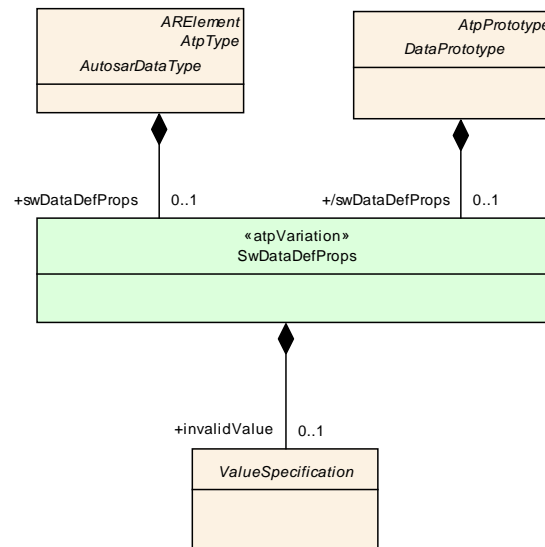 ARElement
AtpType
AutosarDataType
AtpPrototype
DataPrototype
+swDataDefProps 0..1
+/swDataDefProps 0..1
«atpVariation»
SwDataDefProps
+invalidValue 0..1
ValueSpecification